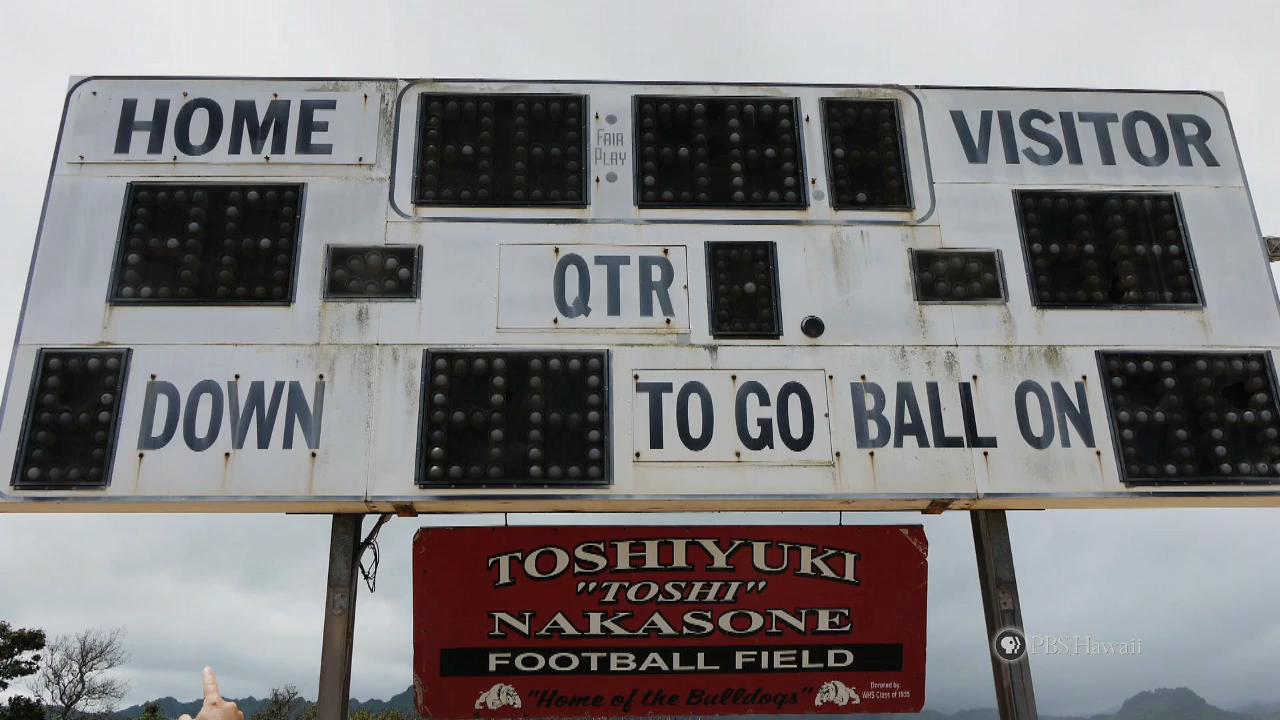 HOME
FAIR
PLAY
VISITOR
QTR
DOWN
TO GO
BALL ON
TOSHIYUKI
"TOSHI"
NAKASONE
FOOTBALL FIELD
"Home of the Bulldogs"
Donated by:
WHS Class of 1955
PBS Hawaii